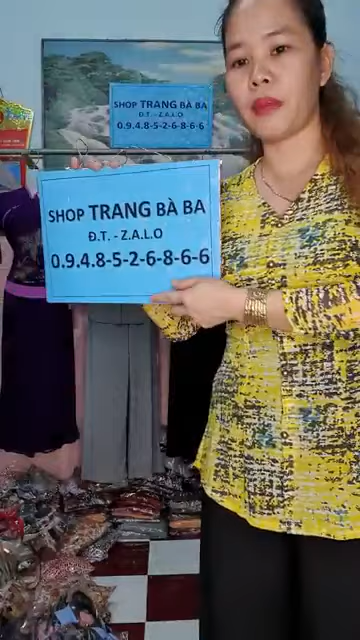 SHOP TRANG BÀ BA
Đ.T. - Z.A.L.O
0.9.4.8-5-2-6-8-6-6
SHOP TRANG BÀ BA
Đ.T. - Z.A.L.O
0.9.4.8-5-2-6-8-6-6